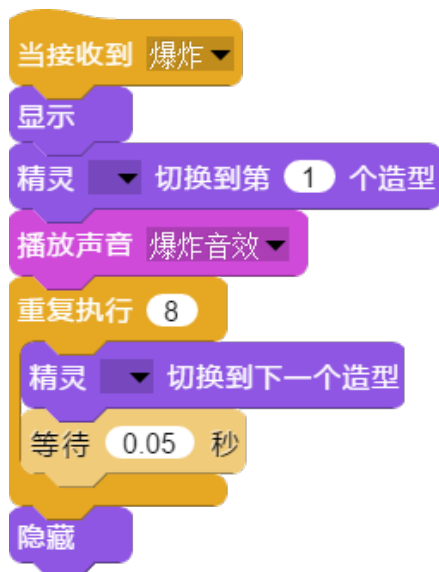 当接收到 爆炸
显示
精灵 切换到第 1 个造型
播放声音 爆炸音效
重复执行 8
精灵 切换到下一个造型
等待 0.05 秒
隐藏